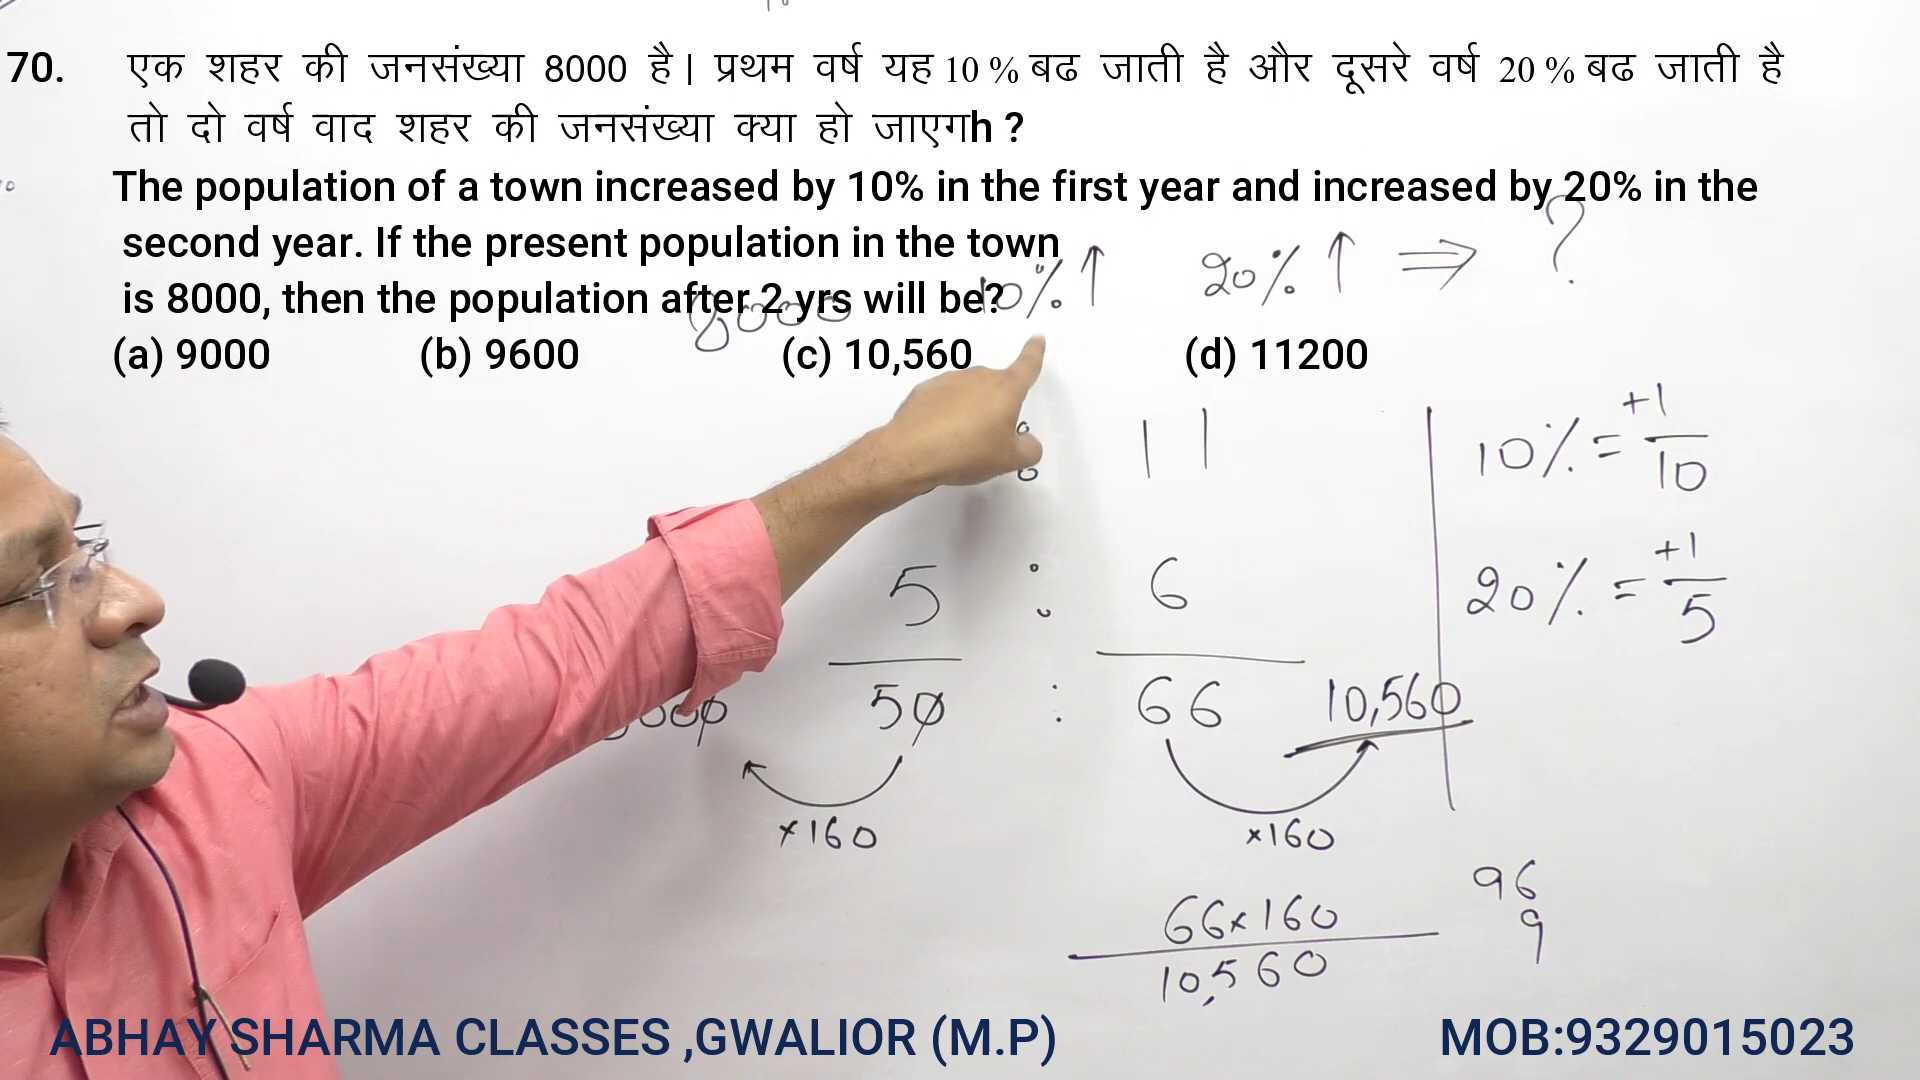 70. एक शहर की जनसंख्या 8000 है। प्रथम वर्ष यह 10 % बढ जाती है और दूसरे वर्ष 20 % बढ जाती है
तो दो वर्ष वाद शहर की जनसंख्या क्या हो जाएगh ?
The population of a town increased by 10% in the first year and increased by 20% in the
second year. If the present population in the town
is 8000, then the population after 2 yrs will be?
(a) 9000 (b) 9600 (c) 10,560 (d) 11200
8000 10%↑ 20%↑ ⇒ ?
: 11
10% = +1/10
5 : 6
20% = +1/5
50 : 66 10,560
×160 ×160
66×160
10,560
96
9
ABHAY SHARMA CLASSES ,GWALIOR (M.P) MOB:9329015023